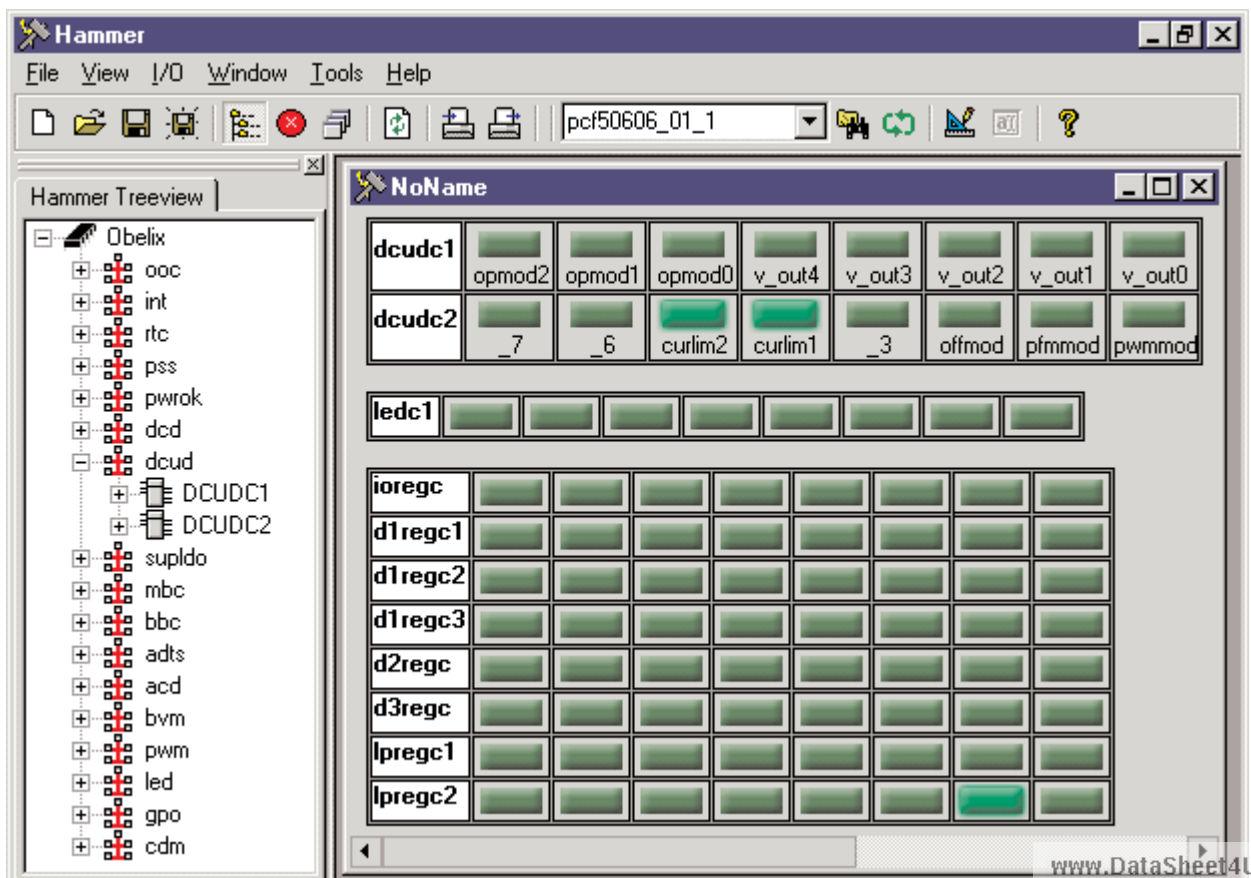 Hammer
File View I/O Window Tools Help
pcf50606_01_1
Hammer Treeview
Obelix
ooc
int
rtc
pss
pwrok
dcd
dcud
DCUDC1
DCUDC2
supldo
mbc
bbc
adts
acd
bvm
pwm
led
gpo
cdm
NoName
dcudc1
opmod2 opmod1 opmod0 v_out4 v_out3 v_out2 v_out1 v_out0
dcudc2
_7 _6 curlim2 curlim1 _3 offmod pfmmod pwmmod
ledc1
ioregc
d1regc1
d1regc2
d1regc3
d2regc
d3regc
lpregc1
lpregc2
www.DataSheet4U